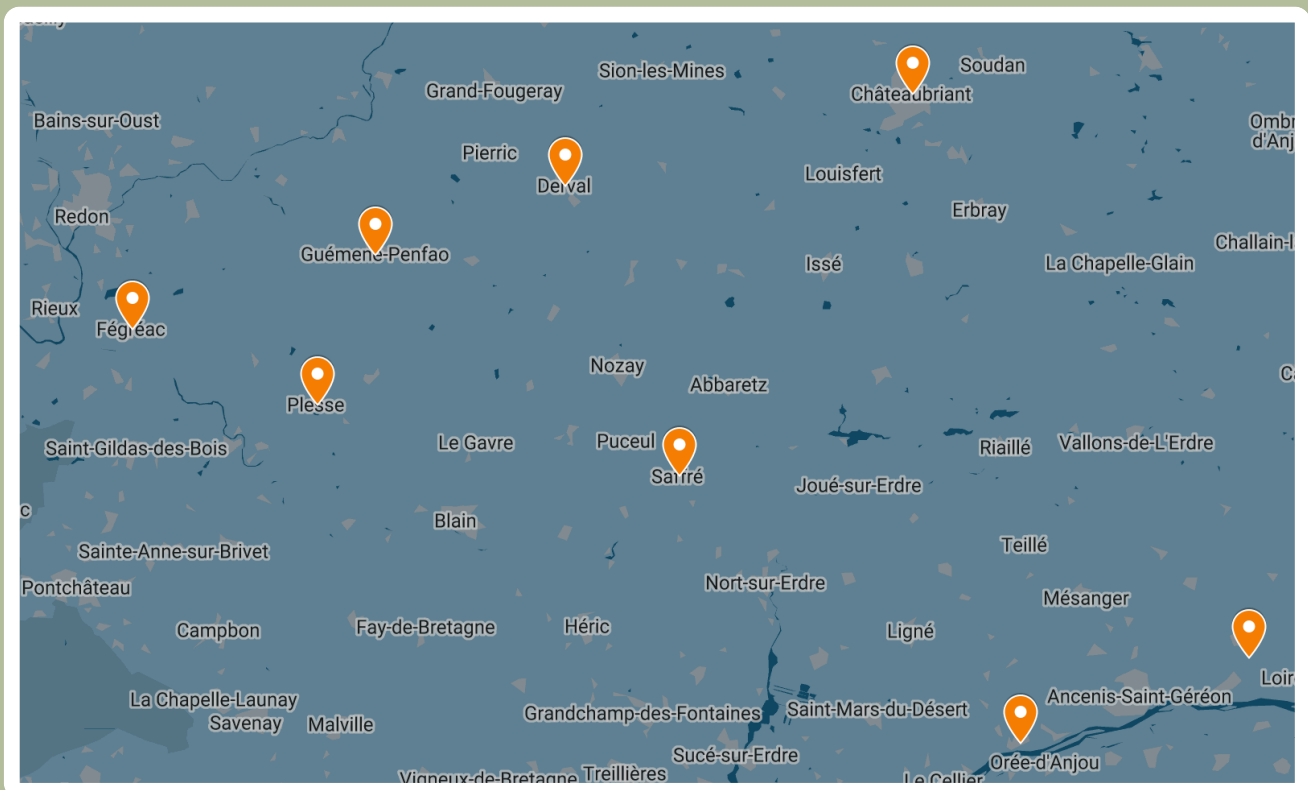 Sion-les-Mines
Soudan
Grand-Fougeray
Châteaubriant
Bains-sur-Oust
Pierric
Derval
Louisfert
Redon
Erbray
Guémené-Penfao
Issé
La Chapelle-Glain
Rieux
Fégréac
Nozay
Abbaretz
Plessé
Saint-Gildas-des-Bois
Le Gavre
Puceul
Riaillé
Vallons-de-L'Erdre
Saffré
Joué-sur-Erdre
Blain
Teillé
Sainte-Anne-sur-Brivet
Pontchâteau
Nort-sur-Erdre
Mésanger
Campbon
Fay-de-Bretagne
Héric
Ligné
La Chapelle-Launay
Ancenis-Saint-Géréon
Savenay
Malville
Grandchamp-des-Fontaines
Saint-Mars-du-Désert
Sucé-sur-Erdre
Orée-d'Anjou
Vigneux-de-Bretagne
Treillières
Le Cellier